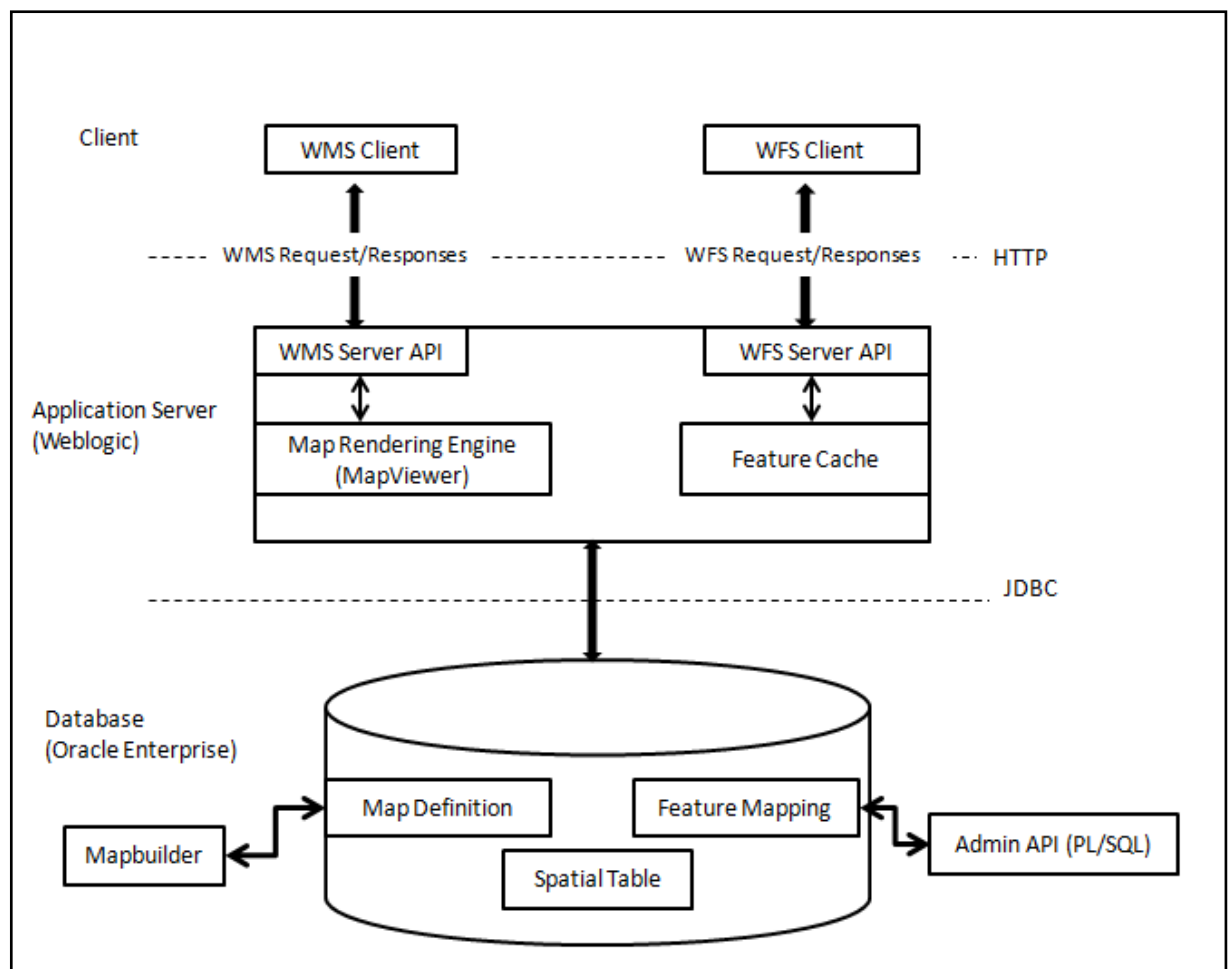 Client
WMS Client
WFS Client
WMS Request/Responses
WFS Request/Responses
HTTP
WMS Server API
WFS Server API
Application Server
(Weblogic)
Map Rendering Engine
(MapViewer)
Feature Cache
JDBC
Database
(Oracle Enterprise)
Map Definition
Feature Mapping
Mapbuilder
Admin API (PL/SQL)
Spatial Table